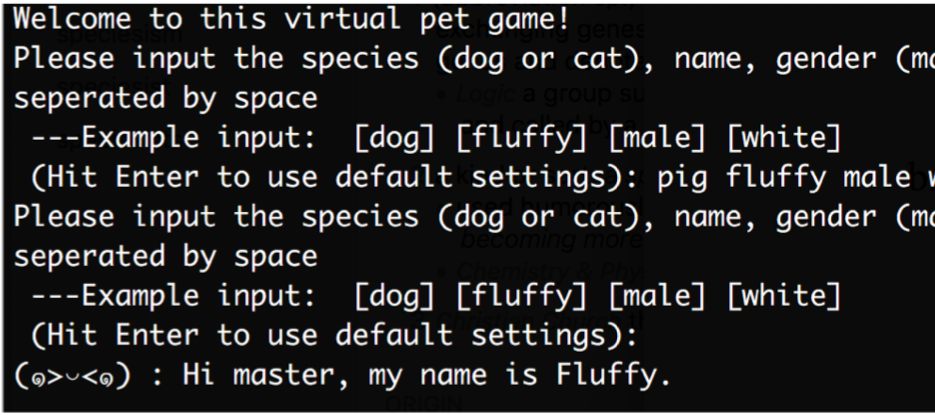 Welcome to this virtual pet game!
Please input the species (dog or cat), name, gender (ma
seperated by space
---Example input:  [dog] [fluffy] [male] [white]
(Hit Enter to use default settings): pig fluffy male w
Please input the species (dog or cat), name, gender (ma
seperated by space
---Example input:  [dog] [fluffy] [male] [white]
(Hit Enter to use default settings):
(๑>◡<๑) : Hi master, my name is Fluffy.